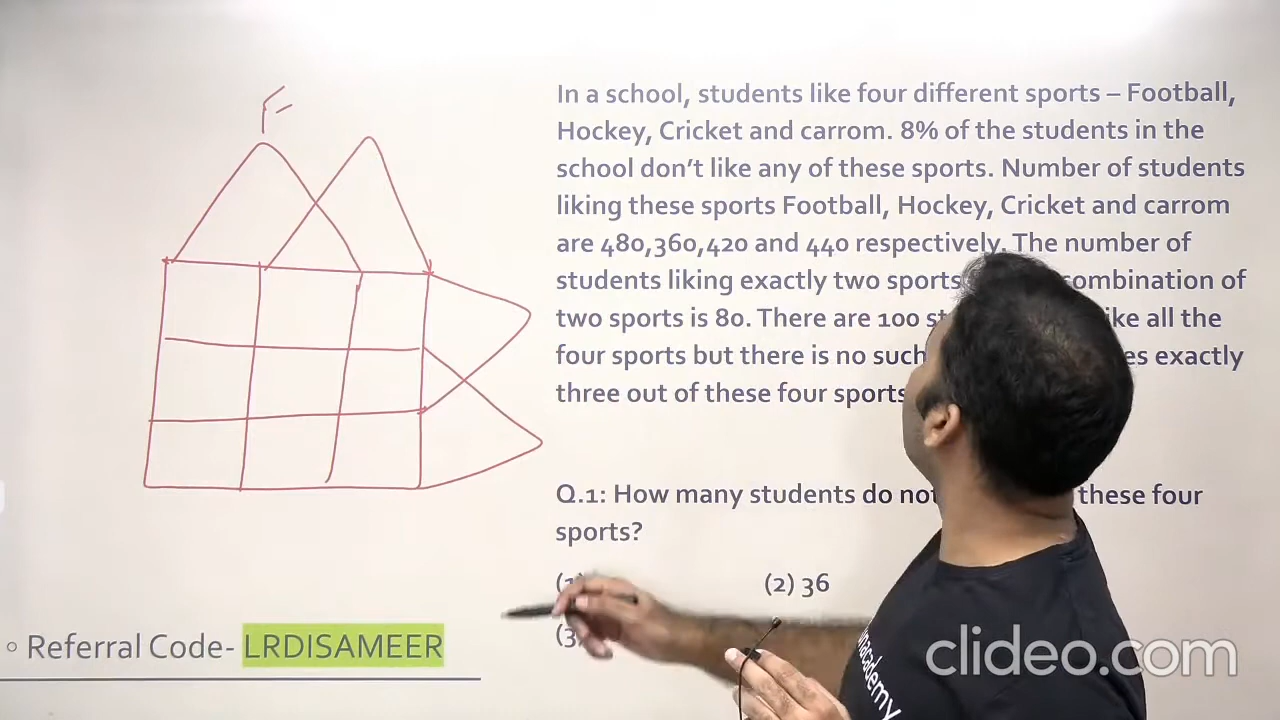 F
In a school, students like four different sports – Football,
Hockey, Cricket and carrom. 8% of the students in the
school don't like any of these sports. Number of students
liking these sports Football, Hockey, Cricket and carrom
are 480,360,420 and 440 respectively. The number of
students liking exactly two sports combination of
two sports is 80. There are 100 like all the
four sports but there is no such exactly
three out of these four sports
Q.1: How many students do not these four
sports?
(1) (2) 36
(3)
◦ Referral Code- LRDISAMEER
unacademy
clideo.com